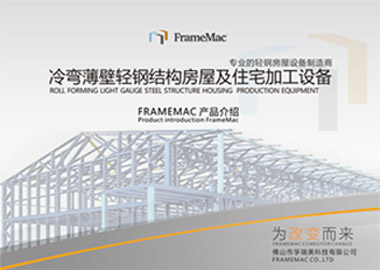 FrameMac
专业的轻钢房屋设备制造商
冷弯薄壁轻钢结构房屋及住宅加工设备
ROLL FORMING LIGHT GAUGE STEEL STRUCTURE HOUSING PRODUCTION EQUIPMENT
FRAMEMAC 产品介绍
Product introduction FrameMac
为改变而来
FRAMEMAC COMES FOR CHANGE
佛山市孚瑞美科技有限公司
FRAMEMAC CO.,LTD